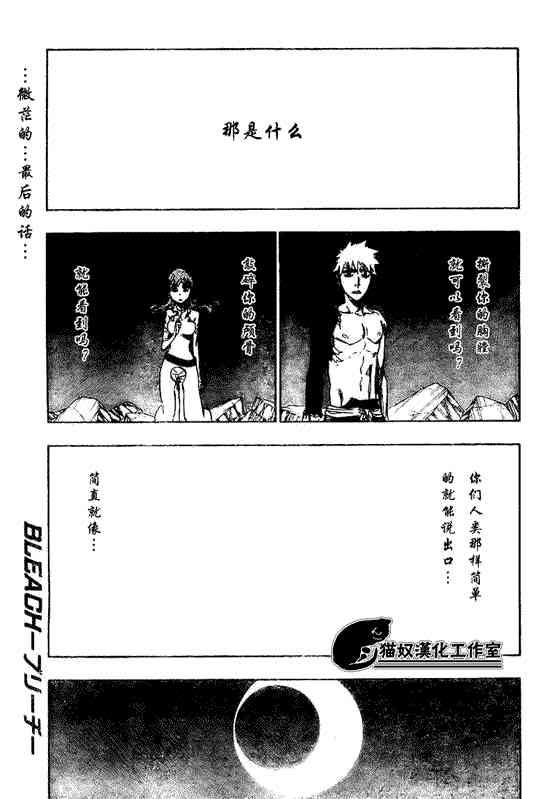 …微茫的…最后的话…
那是什么
撕裂你的胸膛
就可以看到吗？
敲碎你的颅骨
就能看到吗？
你们人类那样简单
的就能说出口…
简直就像…
猫奴漢化工作室
BLEACH—ブリーチ—